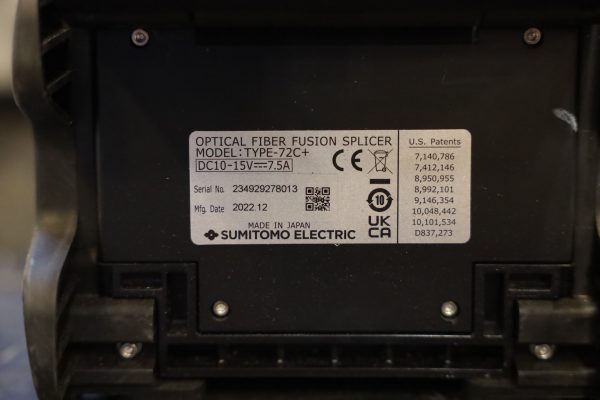 OPTICAL FIBER FUSION SPLICER
MODEL:TYPE-72C+
DC10-15V⎓7.5A
CE
Serial No. 234929278013
Mfg. Date 2022.12
10
MADE IN JAPAN
SUMITOMO ELECTRIC
UK
CA
U.S. Patents
7,140,786
7,412,146
8,950,955
8,992,101
9,146,354
10,048,442
10,101,534
D837,273